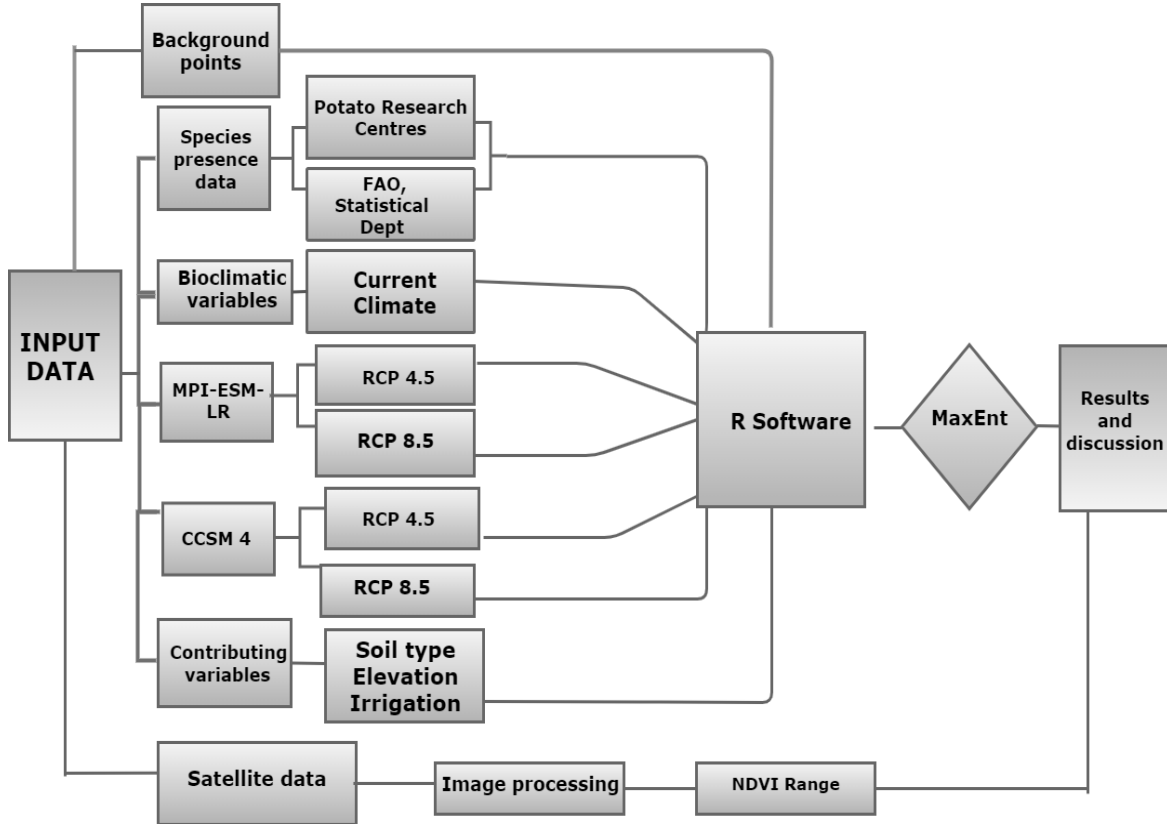 Background
points
Species
presence
data
Potato Research
Centres
FAO,
Statistical
Dept
Bioclimatic
variables
Current
Climate
INPUT
DATA
MPI-ESM-
LR
RCP 4.5
RCP 8.5
R Software
MaxEnt
Results
and
discussion
CCSM 4
RCP 4.5
RCP 8.5
Contributing
variables
Soil type
Elevation
Irrigation
Satellite data
Image processing
NDVI Range